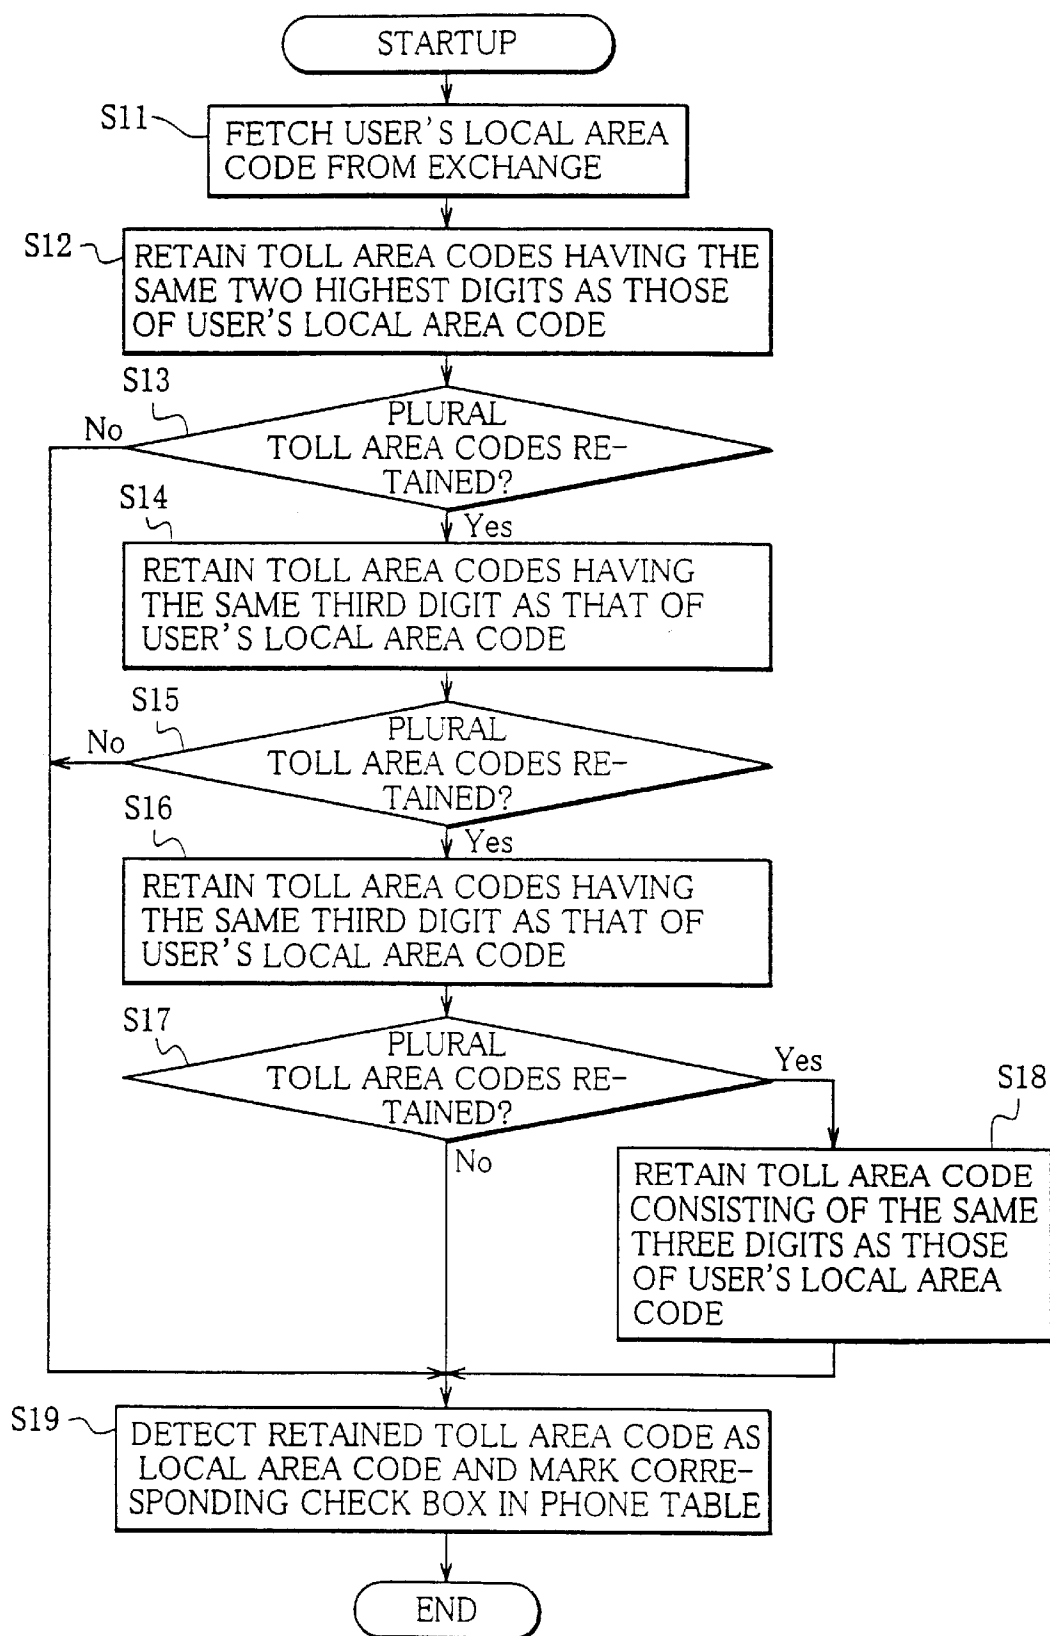 STARTUP
S11
FETCH USER'S LOCAL AREA
CODE FROM EXCHANGE
S12
RETAIN TOLL AREA CODES HAVING THE
SAME TWO HIGHEST DIGITS AS THOSE
OF USER'S LOCAL AREA CODE
S13
No
PLURAL
TOLL AREA CODES RE-
TAINED?
S14
Yes
RETAIN TOLL AREA CODES HAVING
THE SAME THIRD DIGIT AS THAT OF
USER'S LOCAL AREA CODE
S15
No
PLURAL
TOLL AREA CODES RE-
TAINED?
S16
Yes
RETAIN TOLL AREA CODES HAVING
THE SAME THIRD DIGIT AS THAT OF
USER'S LOCAL AREA CODE
S17
PLURAL
TOLL AREA CODES RE-
TAINED?
Yes
No
S18
RETAIN TOLL AREA CODE
CONSISTING OF THE SAME
THREE DIGITS AS THOSE
OF USER'S LOCAL AREA
CODE
S19
DETECT RETAINED TOLL AREA CODE AS
LOCAL AREA CODE AND MARK CORRE-
SPONDING CHECK BOX IN PHONE TABLE
END